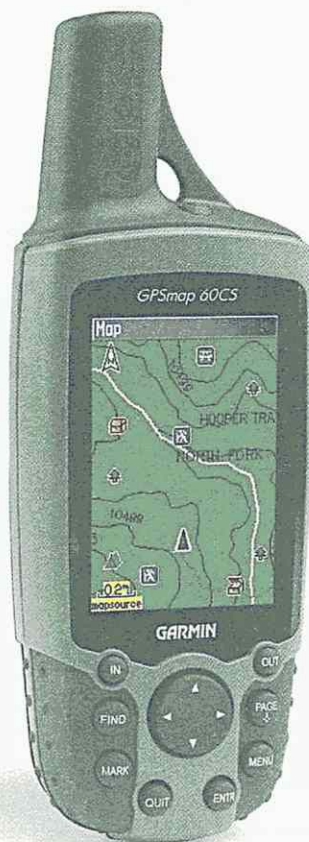 GPSmap 60CS
Map
HOOPER TRA
NORTH FORK
10400
0.2
mapsource
GARMIN
IN
OUT
FIND
PAGE
MARK
MENU
QUIT
ENTR